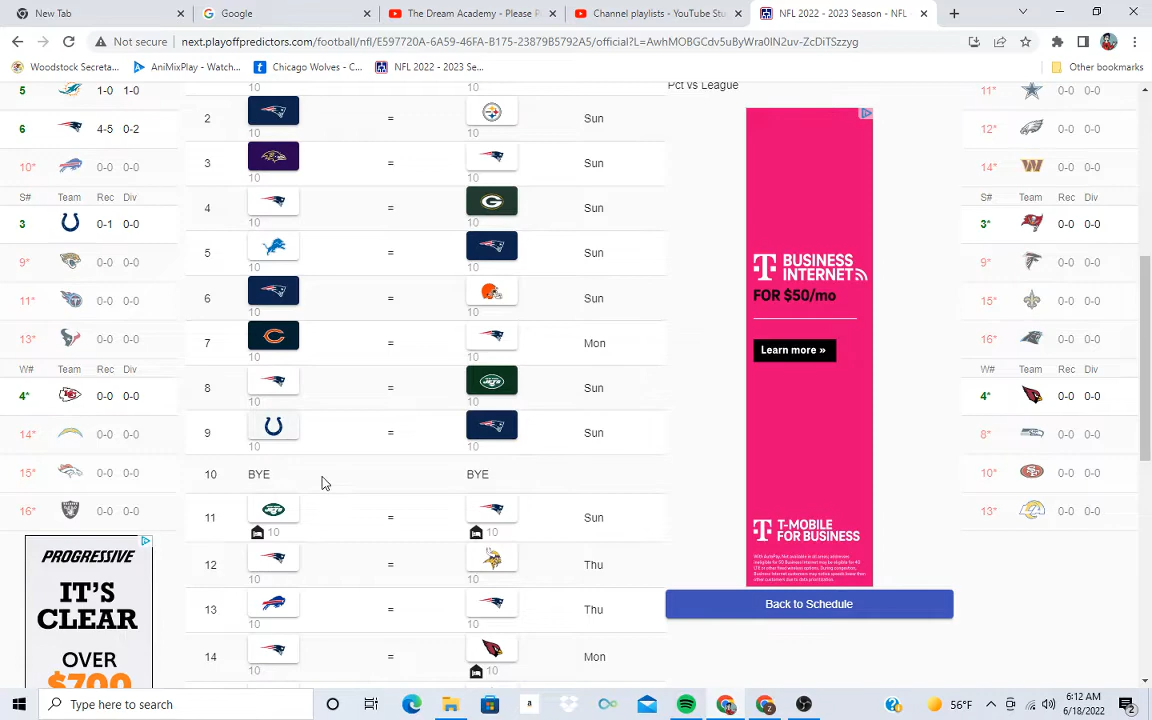 New Tab
Google
The Dream Academy - Please P
Channel playlists - YouTube Stu
NFL 2022 - 2023 Season - NFL
Not secure
next.playoffpredictors.com/football/nfl/E597720A-6A59-46FA-B175-23879B5792A5/official?L=AwhMOBGCdv5uByWra0IN2uv-ZcDiTSzzyg
Woodstock Secreta...
AniMixPlay - Watch...
Chicago Wolves - C...
NFL 2022 - 2023 Se...
Other bookmarks
5 1-0 1-0
6 4-5 0-2
10* 0-0 0-0
S# Team Rec Div
3 0-1 0-0
9* 0-0 0-0
11* 0-0 0-0
13* 0-0 0-0
W# Team Rec Div
4* 0-0 0-0
14* 0-0 0-0
15* 0-0 0-0
16* 0-0 0-0
PROGRESSIVE
IT'S
CLEAR
OVER
$700
10 10
2 = Sun
10 10
3 = Sun
10 10
4 = Sun
10 10
5 = Sun
10 10
6 = Sun
10 10
7 = Mon
10 10
8 = Sun
10 10
9 = Sun
10 10
10 BYE BYE
11 = Sun
10 10
12 = Thu
10 10
13 = Thu
10 10
14 = Mon
10 10
Pct vs League
T BUSINESS
INTERNET
FOR $50/mo
Learn more »
T-MOBILE
FOR BUSINESS
Back to Schedule
11* 0-0 0-0
12* 0-0 0-0
14* 0-0 0-0
S# Team Rec Div
3* 0-0 0-0
9* 0-0 0-0
15* 0-0 0-0
16* 0-0 0-0
W# Team Rec Div
4* 0-0 0-0
8* 0-0 0-0
10* 0-0 0-0
13* 0-0 0-0
Type here to search
56°F
6:12 AM
6/18/2022
2